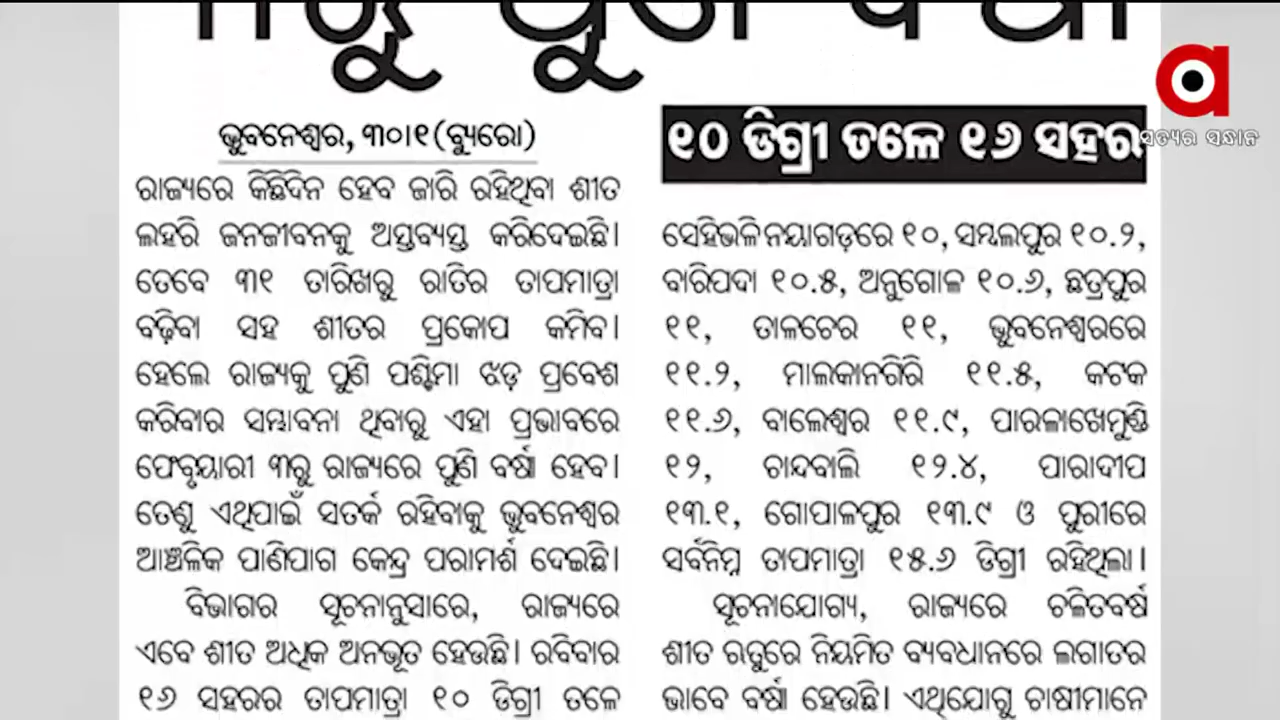 ଭୁବନେଶ୍ୱର, ୩୦।୧(ବ୍ୟୁରୋ)
ରାଜ୍ୟରେ କିଛିଦିନ ହେବ ଜାରି ରହିଥିବା ଶୀତ
ଲହରି ଜନଜୀବନକୁ ଅସ୍ତବ୍ୟସ୍ତ କରିଦେଇଛି।
ତେବେ ୩୧ ତାରିଖରୁ ରାତିର ତାପମାତ୍ରା
ବଢ଼ିବା ସହ ଶୀତର ପ୍ରକୋପ କମିବ।
ହେଲେ ରାଜ୍ୟକୁ ପୁଣି ପଶ୍ଚିମା ଝଡ଼ ପ୍ରବେଶ
କରିବାର ସମ୍ଭାବନା ଥିବାରୁ ଏହା ପ୍ରଭାବରେ
ଫେବୃୟାରୀ ୩ରୁ ରାଜ୍ୟରେ ପୁଣି ବର୍ଷା ହେବ।
ତେଣୁ ଏଥିପାଇଁ ସତର୍କ ରହିବାକୁ ଭୁବନେଶ୍ୱର
ଆଞ୍ଚଳିକ ପାଣିପାଗ କେନ୍ଦ୍ର ପରାମର୍ଶ ଦେଇଛି।
ବିଭାଗର ସୂଚନାନୁସାରେ, ରାଜ୍ୟରେ
ଏବେ ଶୀତ ଅଧିକ ଅନଭୂତ ହେଉଛି। ରବିବାର
୧୬ ସହରର ତାପମାତ୍ରା ୧୦ ଡିଗ୍ରୀ ତଳେ
୧୦ ଡିଗ୍ରୀ ତଳେ ୧୬ ସହର
ସେହିଭଳି ନୟାଗଡ଼ରେ ୧୦, ସମ୍ବଲପୁର ୧୦.୨,
ବାରିପଦା ୧୦.୫, ଅନୁଗୋଳ ୧୦.୬, ଛତ୍ରପୁର
୧୧, ତାଳଚେର ୧୧, ଭୁବନେଶ୍ୱରରେ
୧୧.୨, ମାଲକାନଗିରି ୧୧.୫, କଟକ
୧୧.୬, ବାଲେଶ୍ୱର ୧୧.୯, ପାରଳାଖେମୁଣ୍ଡି
୧୨, ଚାନ୍ଦବାଲି ୧୨.୪, ପାରାଦୀପ
୧୩.୧, ଗୋପାଳପୁର ୧୩.୯ ଓ ପୁରୀରେ
ସର୍ବନିମ୍ନ ତାପମାତ୍ରା ୧୫.୬ ଡିଗ୍ରୀ ରହିଥିଲା।
ସୂଚନାଯୋଗ୍ୟ, ରାଜ୍ୟରେ ଚଳିତବର୍ଷ
ଶୀତ ଋତୁରେ ନିୟମିତ ବ୍ୟବଧାନରେ ଲଗାତର
ଭାବେ ବର୍ଷା ହେଉଛି। ଏଥିଯୋଗୁ ଚାଷୀମାନେ
ସତ୍ୟର ସନ୍ଧାନ